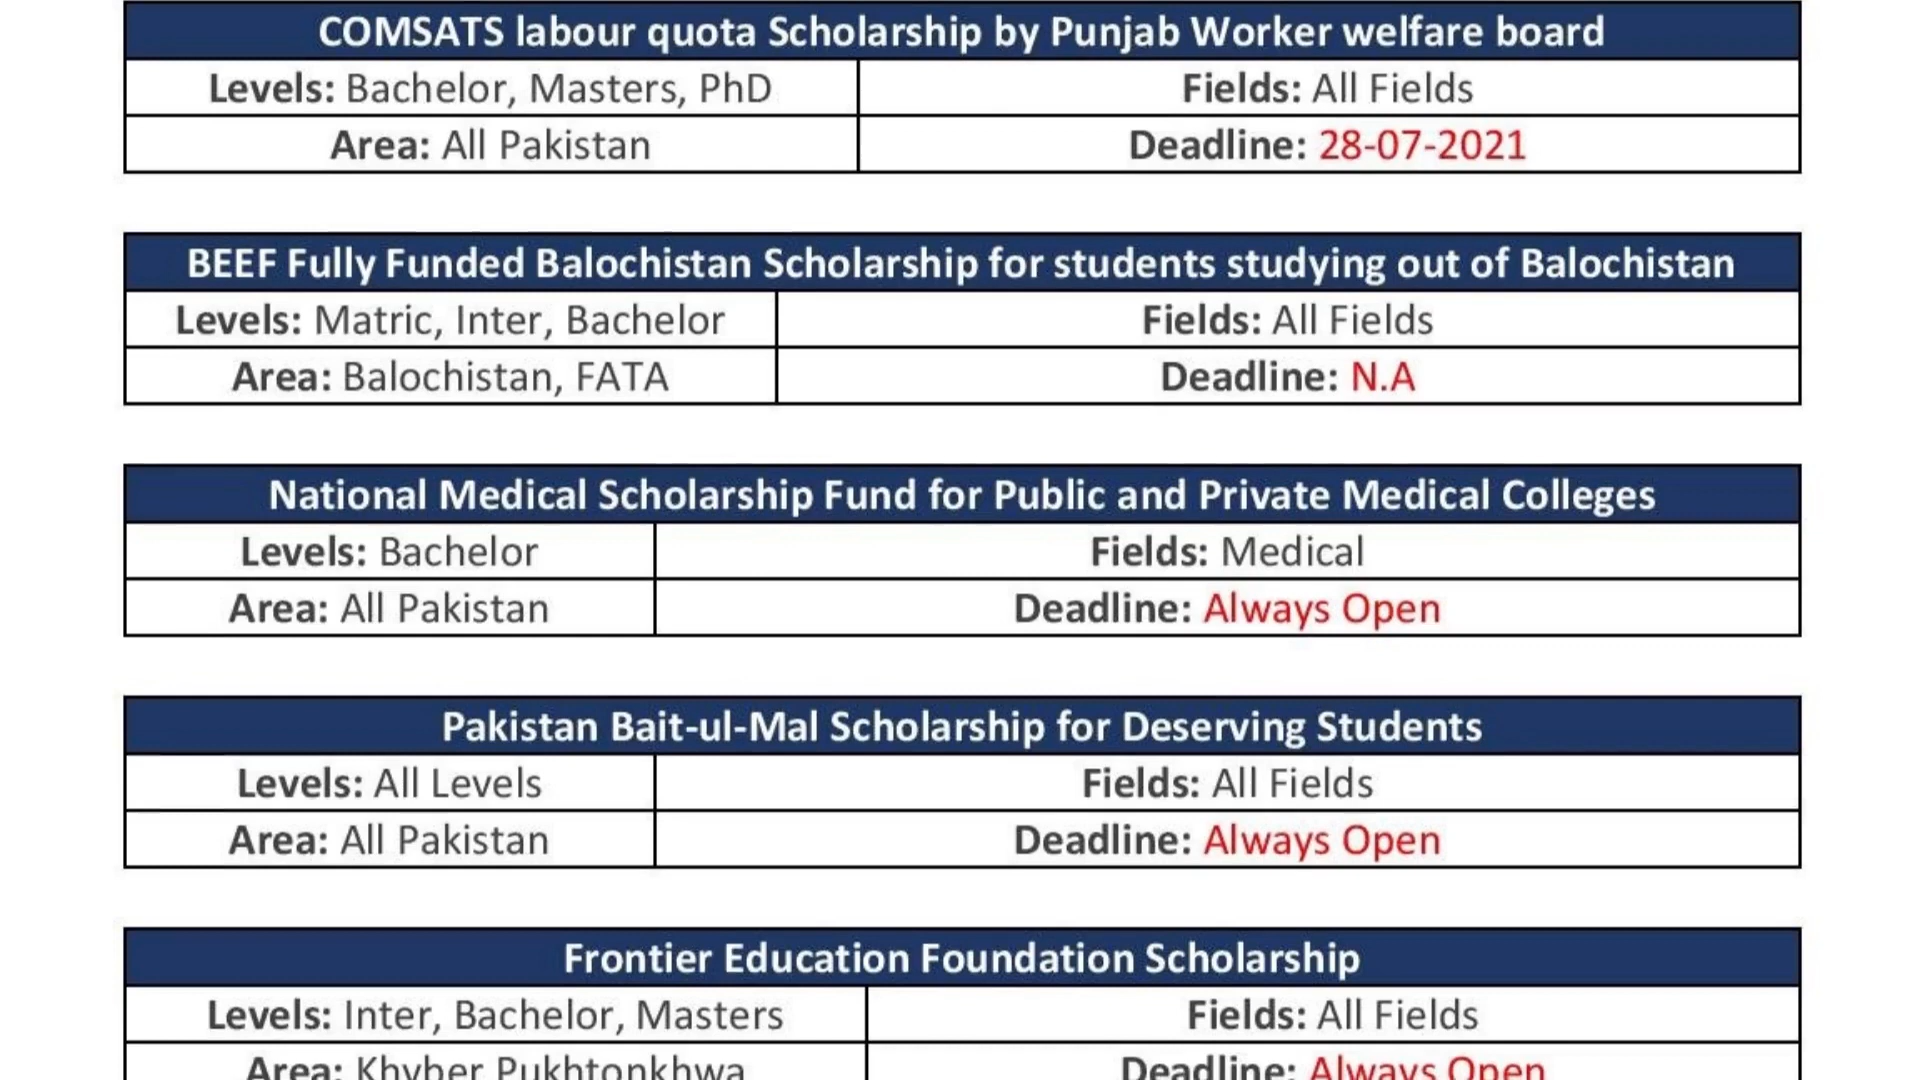 COMSATS labour quota Scholarship by Punjab Worker welfare board
Levels: Bachelor, Masters, PhD
Fields: All Fields
Area: All Pakistan
Deadline: 28-07-2021
BEEF Fully Funded Balochistan Scholarship for students studying out of Balochistan
Levels: Matric, Inter, Bachelor
Fields: All Fields
Area: Balochistan, FATA
Deadline: N.A
National Medical Scholarship Fund for Public and Private Medical Colleges
Levels: Bachelor
Fields: Medical
Area: All Pakistan
Deadline: Always Open
Pakistan Bait-ul-Mal Scholarship for Deserving Students
Levels: All Levels
Fields: All Fields
Area: All Pakistan
Deadline: Always Open
Frontier Education Foundation Scholarship
Levels: Inter, Bachelor, Masters
Fields: All Fields
Area: Khyber Pukhtonkhwa
Deadline: Always Open